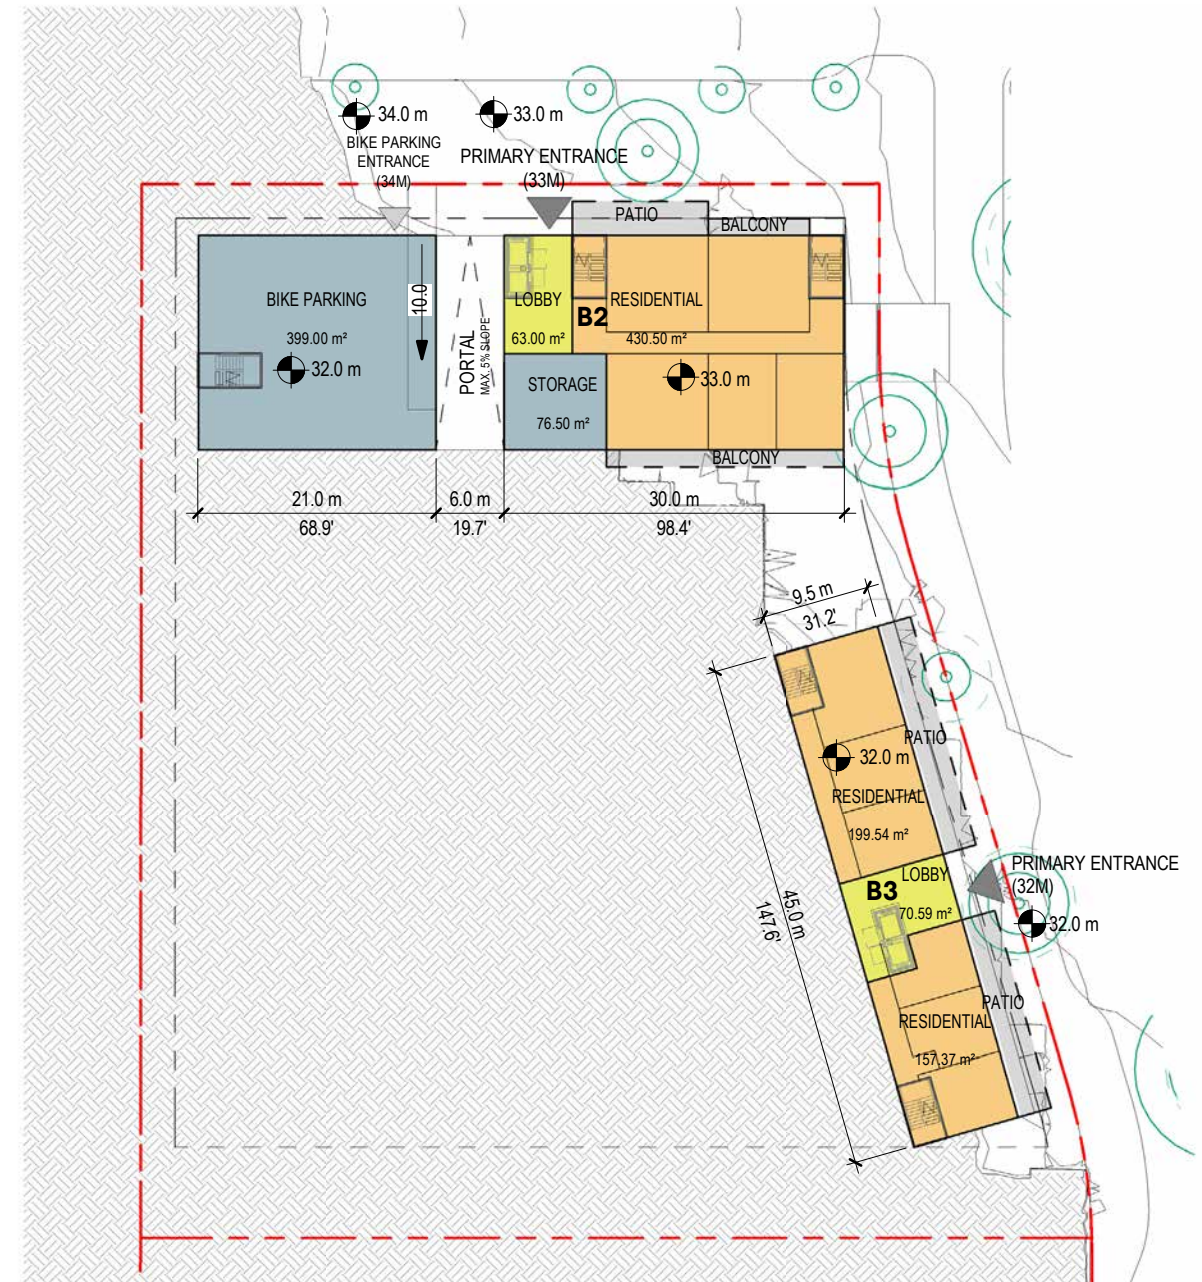 34.0 m
33.0 m
BIKE PARKING
ENTRANCE
(34M)
PRIMARY ENTRANCE
(33M)
PATIO
BALCONY
BIKE PARKING
399.00 m²
32.0 m
10.0
PORTAL
MAX. 5% SLOPE
LOBBY
63.00 m²
B2
RESIDENTIAL
430.50 m²
33.0 m
STORAGE
76.50 m²
BALCONY
21.0 m
68.9'
6.0 m
19.7'
30.0 m
98.4'
9.5 m
31.2'
PATIO
32.0 m
RESIDENTIAL
199.54 m²
PRIMARY ENTRANCE
(32M)
32.0 m
LOBBY
B3
70.59 m²
45.0 m
147.6'
PATIO
RESIDENTIAL
157.37 m²